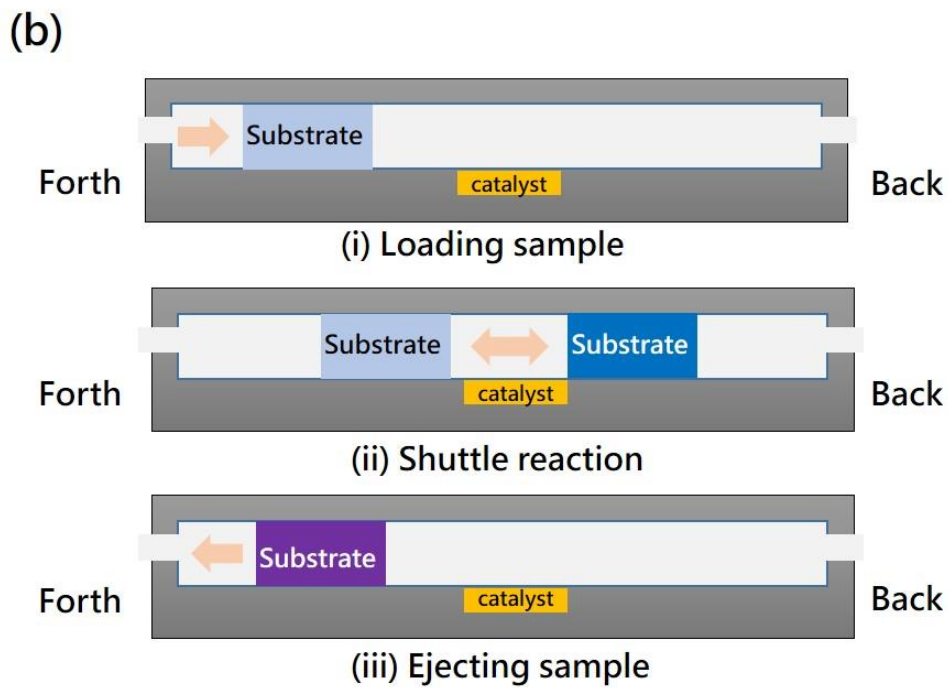 (b)
Substrate
Forth
catalyst
Back
(i) Loading sample
Substrate
Substrate
Forth
catalyst
Back
(ii) Shuttle reaction
Substrate
Forth
catalyst
Back
(iii) Ejecting sample